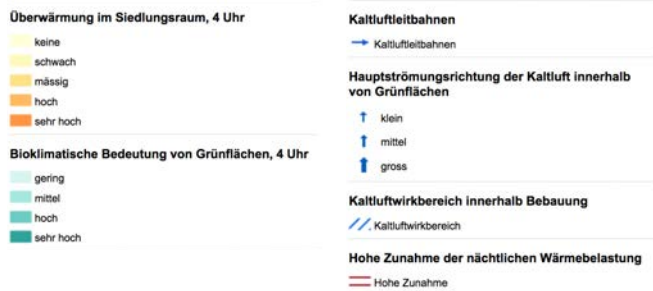 Überwärmung im Siedlungsraum, 4 Uhr
keine
schwach
mässig
hoch
sehr hoch
Bioklimatische Bedeutung von Grünflächen, 4 Uhr
gering
mittel
hoch
sehr hoch
Kaltluftleitbahnen
Kaltluftleitbahnen
Hauptströmungsrichtung der Kaltluft innerhalb
von Grünflächen
klein
mittel
gross
Kaltluftwirkbereich innerhalb Bebauung
Kaltluftwirkbereich
Hohe Zunahme der nächtlichen Wärmebelastung
Hohe Zunahme